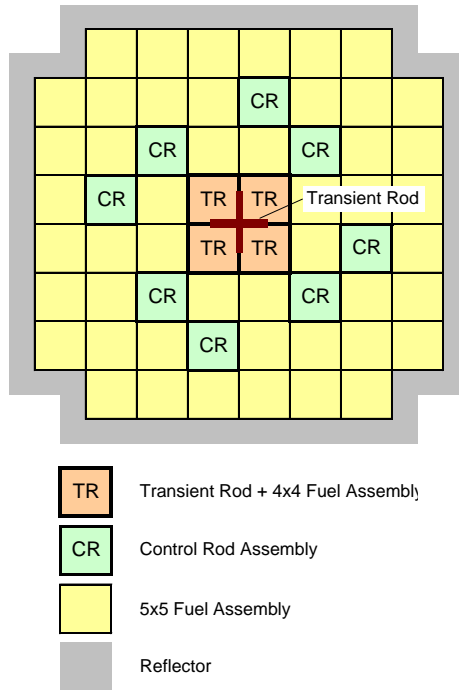 CR
CR CR
CR TR TR Transient Rod
TR TR CR
CR CR
CR
TR Transient Rod + 4x4 Fuel Assembly
CR Control Rod Assembly
5x5 Fuel Assembly
Reflector